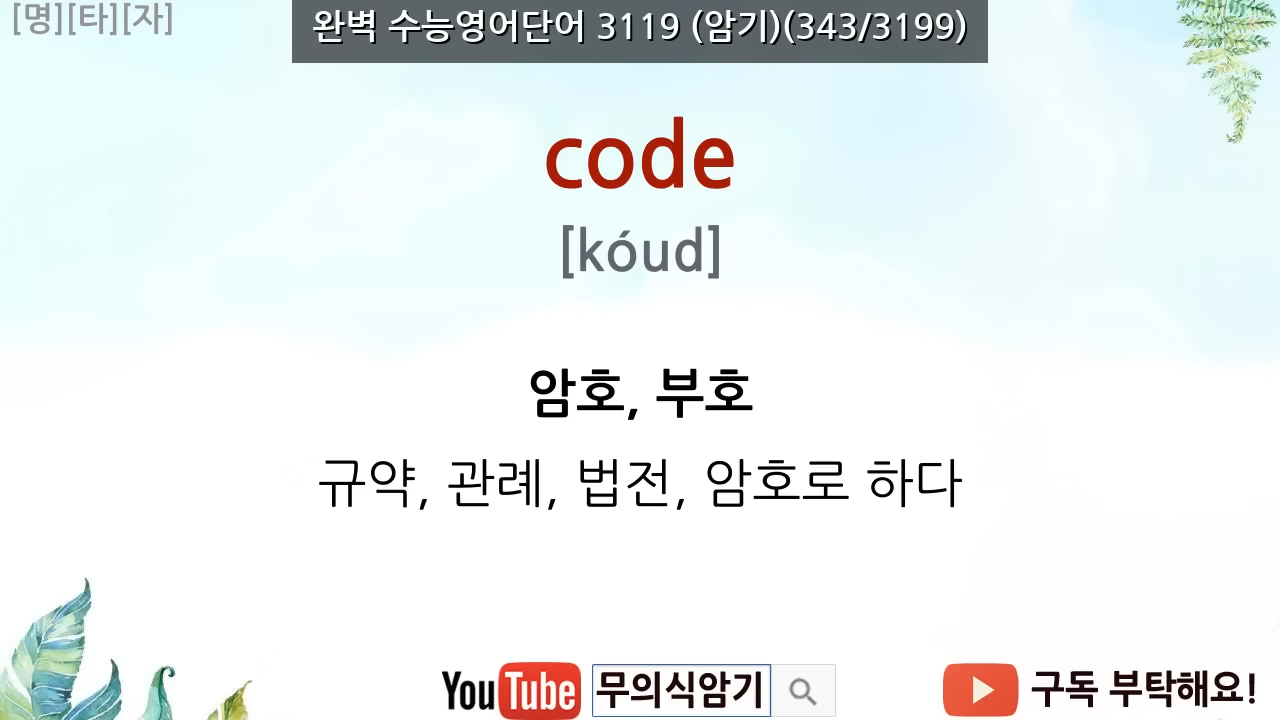 [명][타][자]
완벽 수능영어단어 3119 (암기)(343/3199)
code
[kóud]
암호, 부호
규약, 관례, 법전, 암호로 하다
YouTube 무의식암기
구독 부탁해요!